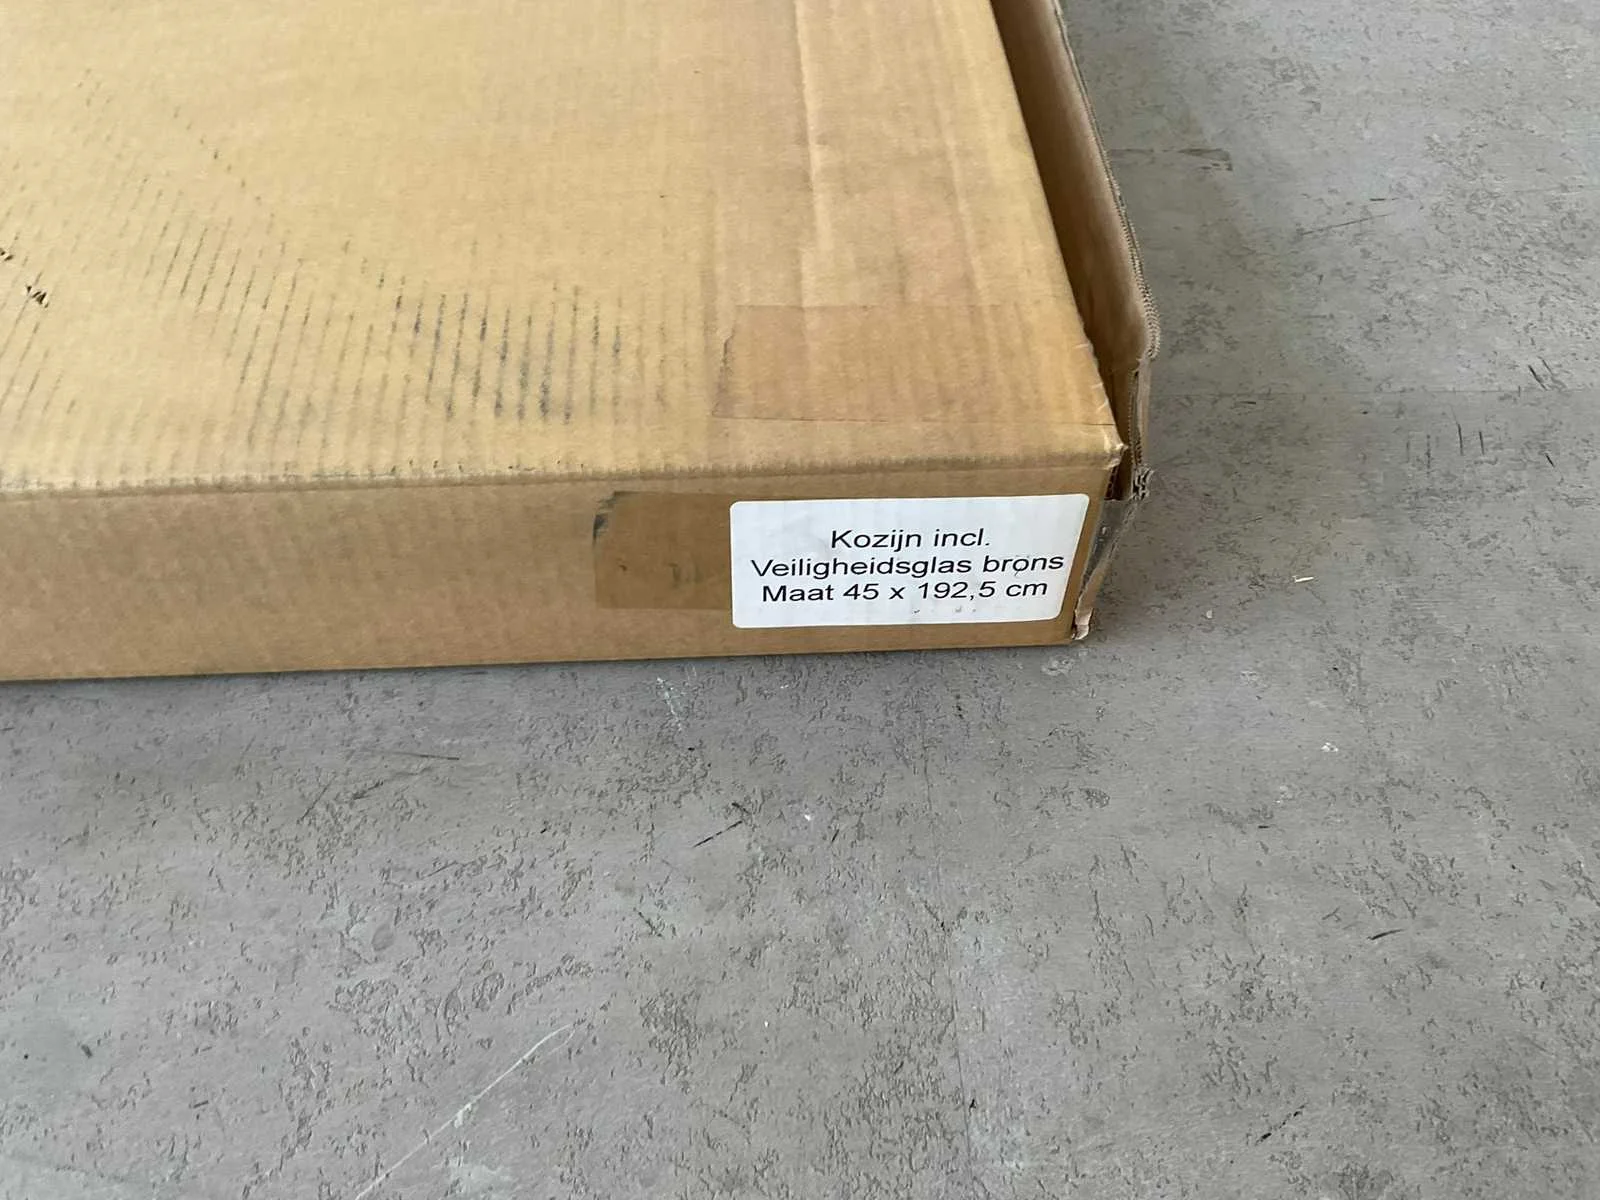 Kozijn incl.
Veiligheidsglas brons
Maat 45 x 192,5 cm